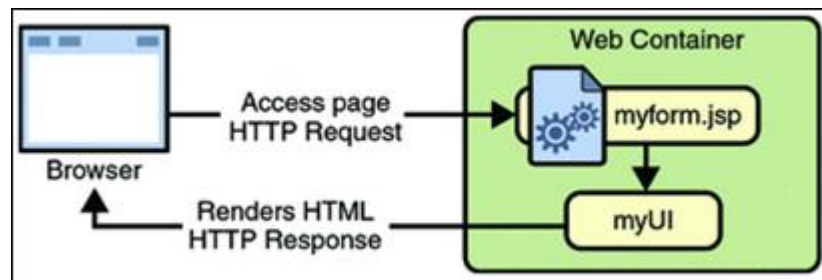 Web Container
Access page
HTTP Request
myform.jsp
Browser
Renders HTML
HTTP Response
myUI